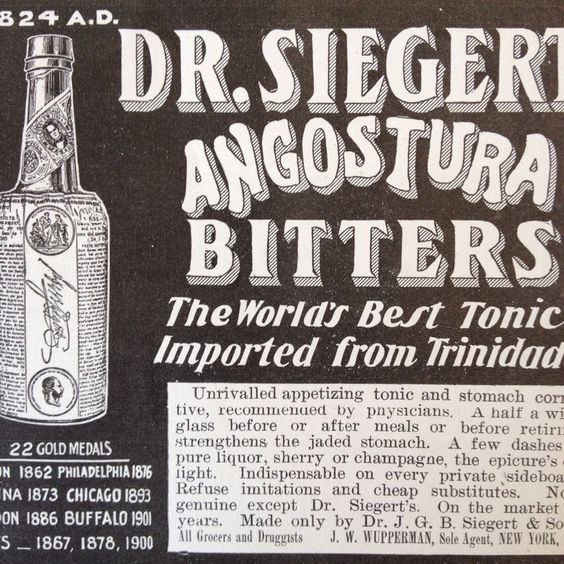 824 A.D.
DR. SIEGERT
ANGOSTURA
BITTERS
The World's Best Tonic
Imported from Trinidad
22 GOLD MEDALS
ON 1862 PHILADELPHIA 1876
NA 1873 CHICAGO 1893
DON 1886 BUFFALO 1901
S — 1867, 1878, 1900
Unrivalled appetizing tonic and stomach corr
tive, recommended by physicians. A half a wi
glass before or after meals or before retiri
strengthens the jaded stomach. A few dashes
pure liquor, sherry or champagne, the epicure's
light. Indispensable on every private sideboa
Refuse imitations and cheap substitutes. No
genuine except Dr. Siegert's. On the market
years. Made only by Dr. J. G. B. Siegert & So
All Grocers and Druggists J. W. WUPPERMAN, Sole Agent, NEW YORK,